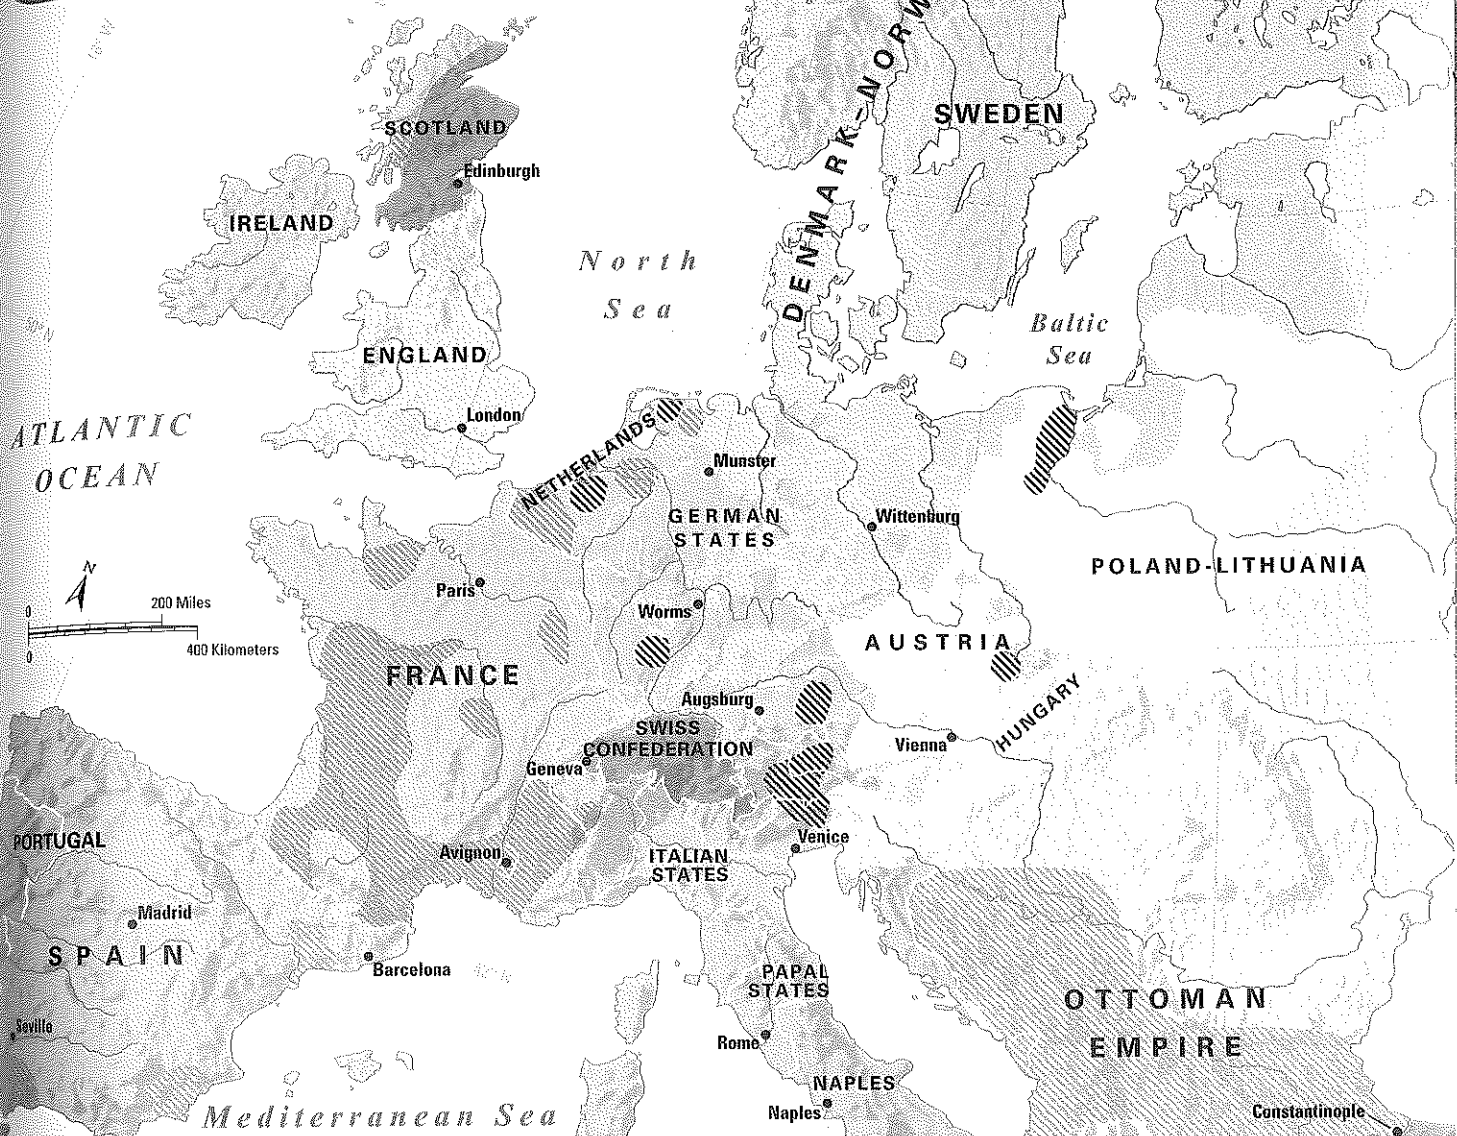 10° W
DENMARK-NORW
SWEDEN
SCOTLAND
Edinburgh
IRELAND
North
Sea
50° N
Baltic
Sea
ENGLAND
London
ATLANTIC
OCEAN
NETHERLANDS
Munster
GERMAN
STATES
Wittenburg
POLAND-LITHUANIA
N
0
200 Miles
0
400 Kilometers
Paris
Worms
AUSTRIA
FRANCE
Augsburg
HUNGARY
SWISS
CONFEDERATION
Vienna
Geneva
PORTUGAL
Venice
Avignon
ITALIAN
STATES
Madrid
SPAIN
Barcelona
PAPAL
STATES
OTTOMAN
EMPIRE
Seville
Rome
NAPLES
Naples
Mediterranean Sea
Constantinople